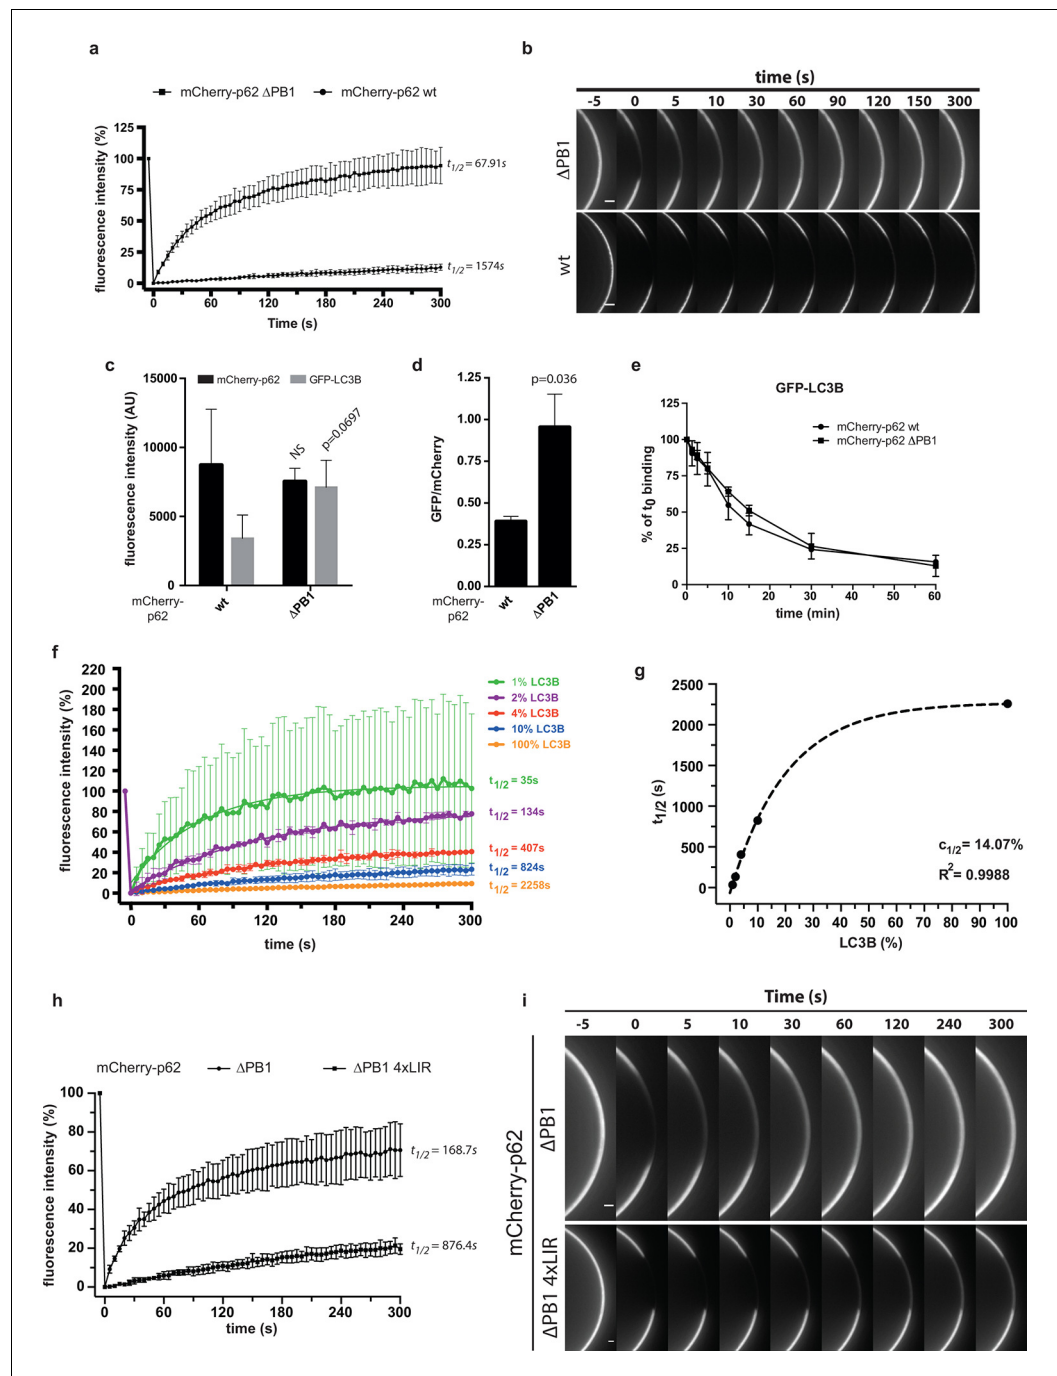 a
mCherry-p62 ΔPB1
mCherry-p62 wt
fluorescence intensity (%)
125
100
75
50
25
0
0 60 120 180 240 300
Time (s)
t1/2 = 67.91s
t1/2 = 1574s
b
time (s)
-5 0 5 10 30 60 90 120 150 300
ΔPB1
wt
c
mCherry-p62
GFP-LC3B
fluorescence intensity (AU)
15000
10000
5000
0
NS
p=0.0697
mCherry-
p62
wt
ΔPB1
d
p=0.036
GFP/mCherry
1.25
1.00
0.75
0.50
0.25
0.00
mCherry-
p62
wt
ΔPB1
e
GFP-LC3B
mCherry-p62 wt
mCherry-p62 ΔPB1
% of t0 binding
125
100
75
50
25
0
0 10 20 30 40 50 60
time (min)
f
fluorescence intensity (%)
220
200
180
160
140
120
100
80
60
40
20
0
0 60 120 180 240 300
time (s)
1% LC3B
2% LC3B
4% LC3B
10% LC3B
100% LC3B
t1/2 = 35s
t1/2 = 134s
t1/2 = 407s
t1/2 = 824s
t1/2 = 2258s
g
t1/2 (s)
2500
2000
1500
1000
500
0
0 10 20 30 40 50 60 70 80 90 100
LC3B (%)
c1/2 = 14.07%
R2 = 0.9988
h
mCherry-p62
ΔPB1
ΔPB1 4xLIR
fluorescence intensity (%)
100
80
60
40
20
0
0 60 120 180 240 300
time (s)
t1/2 = 168.7s
t1/2 = 876.4s
i
Time (s)
-5 0 5 10 30 60 120 240 300
mCherry-p62
ΔPB1
ΔPB1 4xLIR